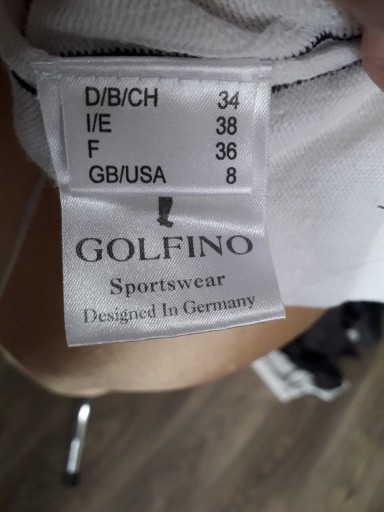 D/B/CH 34
I/E 38
F 36
GB/USA 8
GOLFINO
Sportswear
Designed In Germany